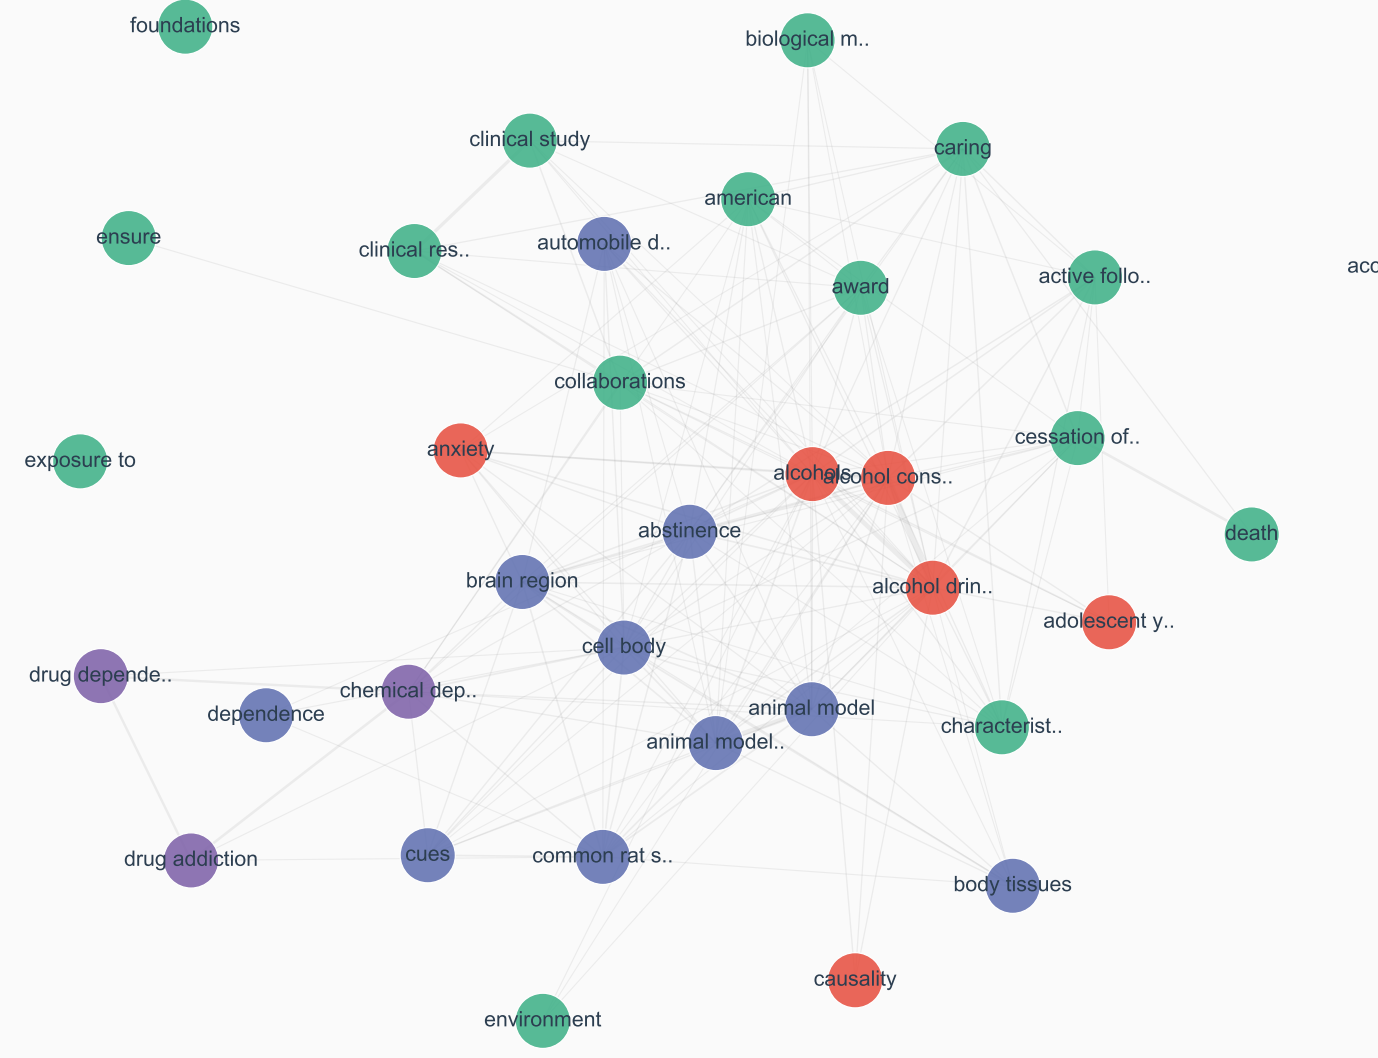 foundations
biological m..
clinical study
caring
american
ensure
clinical res..
automobile d..
acc
active follo..
award
collaborations
cessation of..
anxiety
exposure to
alcohols
alcohol cons..
abstinence
death
brain region
alcohol drin..
adolescent y..
cell body
drug depende..
chemical dep..
dependence
animal model
animal model..
characterist..
cues
common rat s..
drug addiction
body tissues
causality
environment